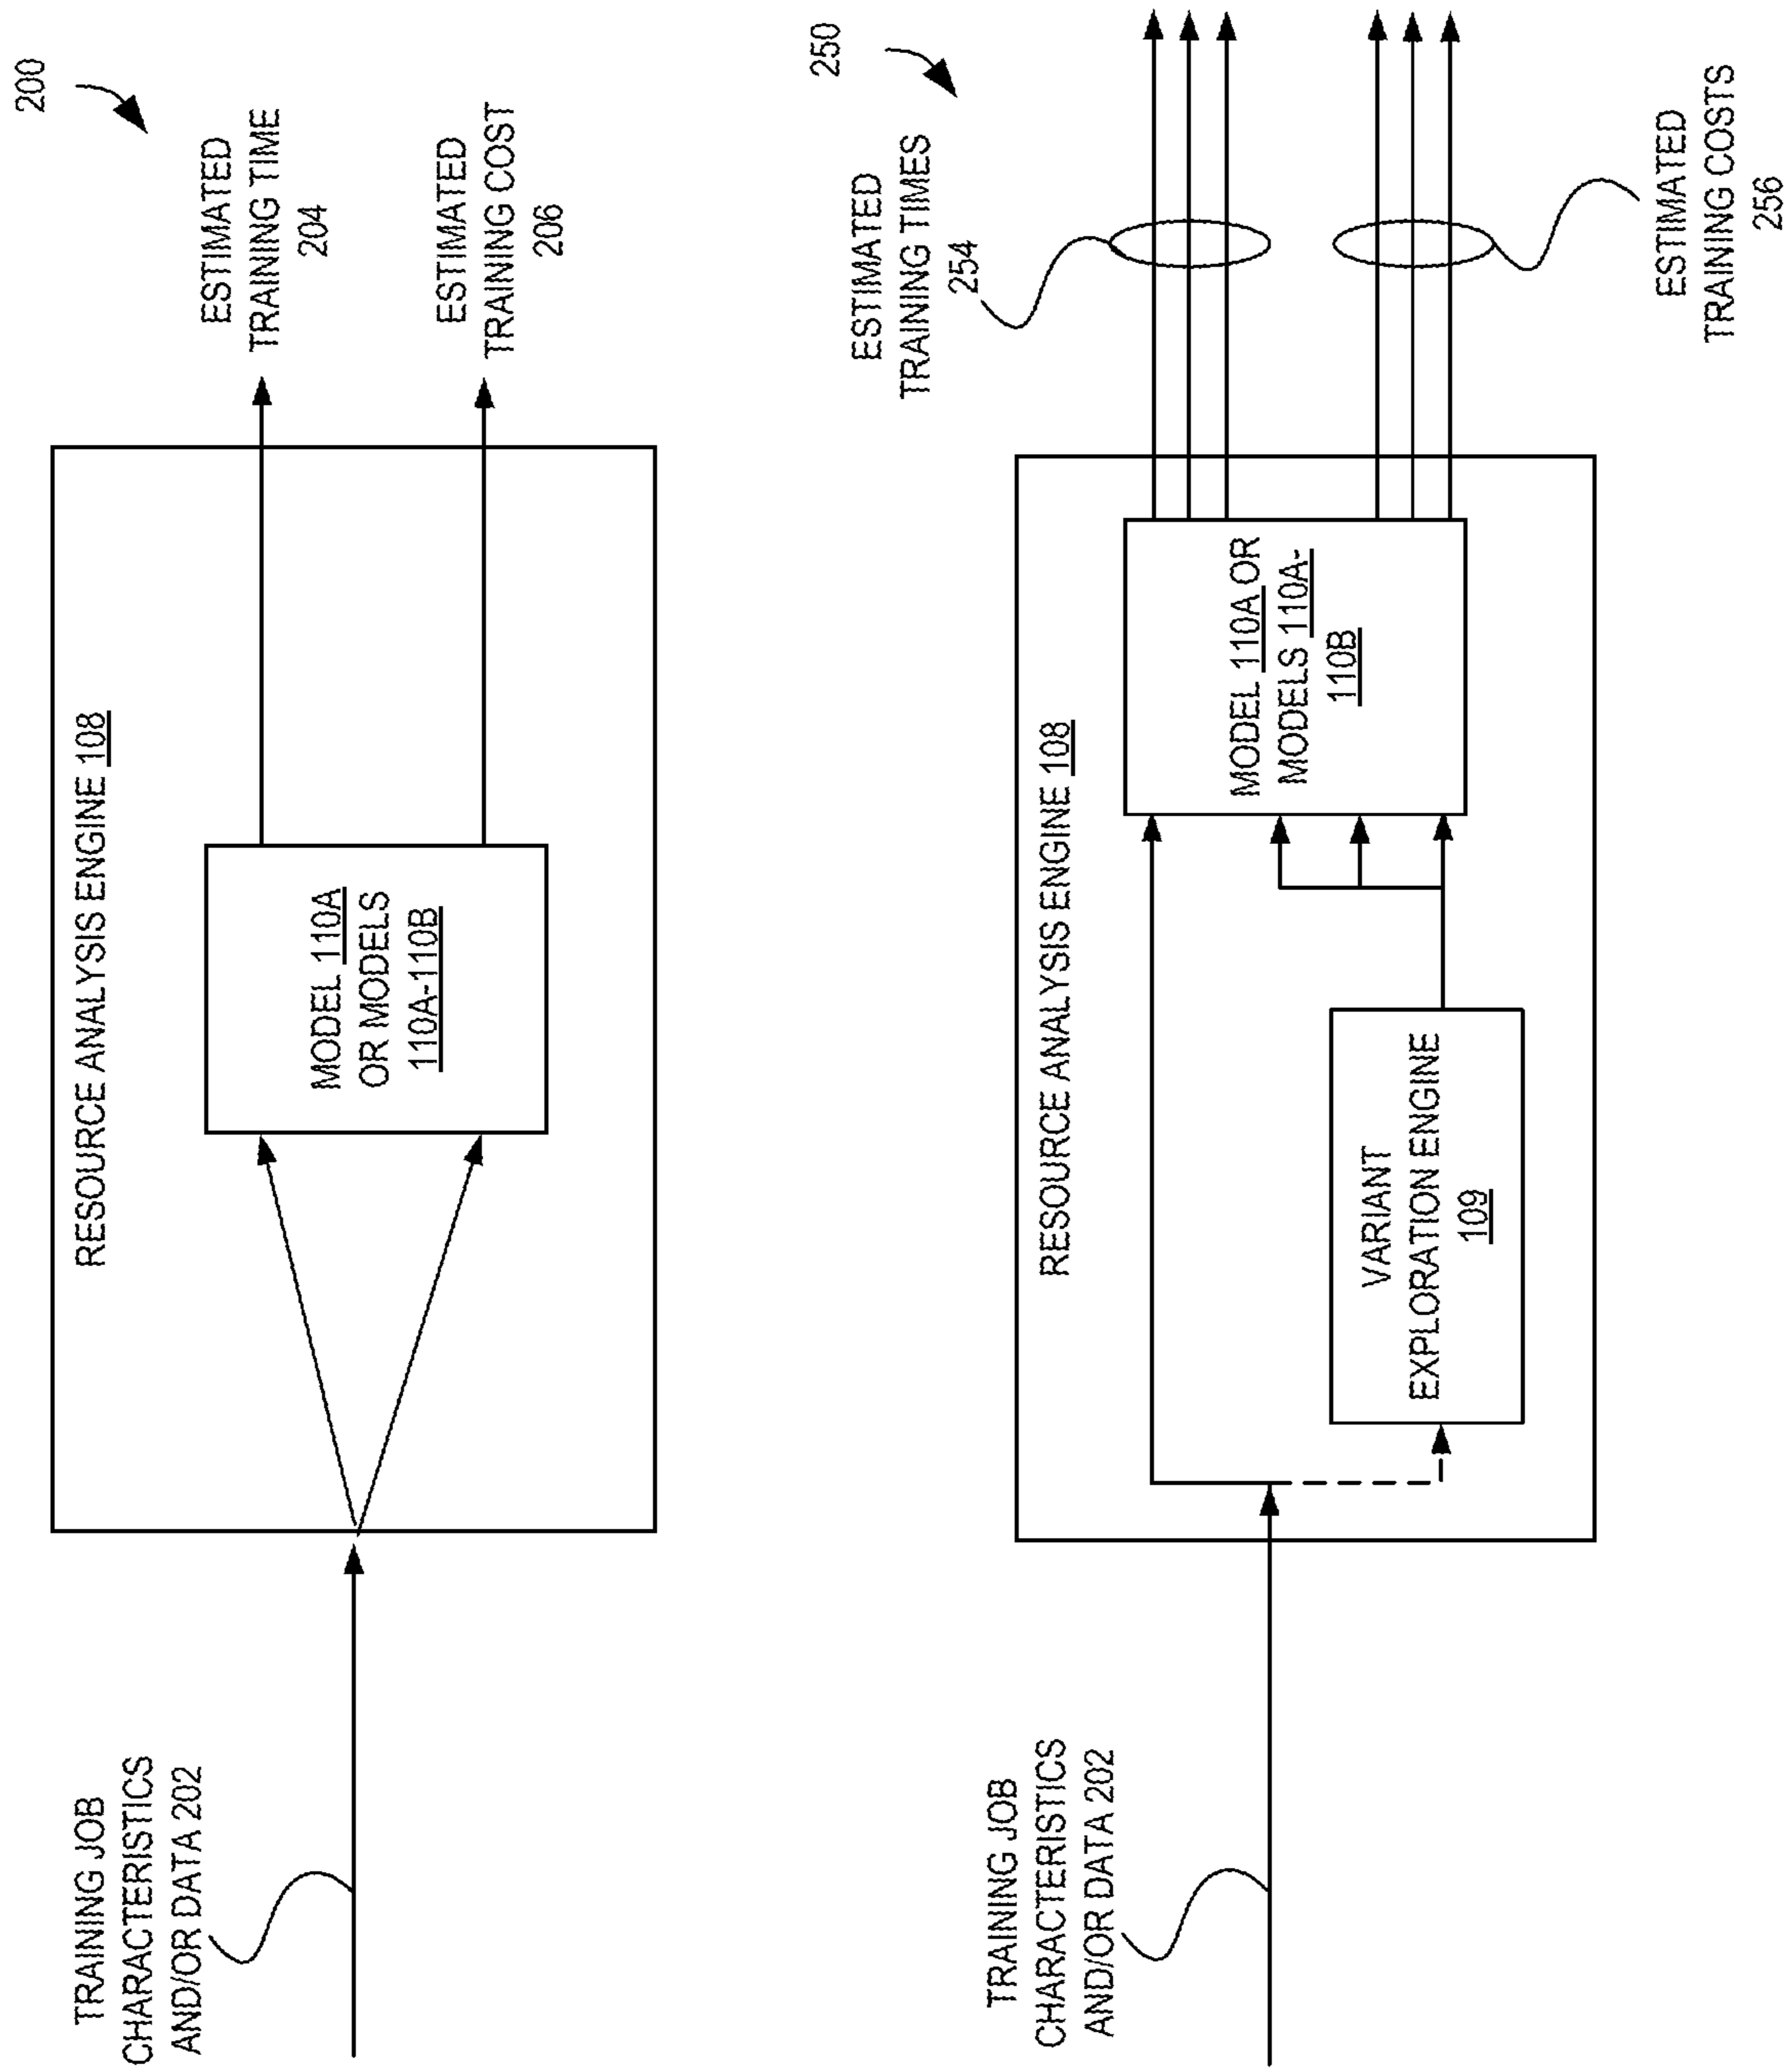 200
TRAINING JOB
CHARACTERISTICS
AND/OR DATA 202
RESOURCE ANALYSIS ENGINE 108
MODEL 110A
OR MODELS
110A-110B
ESTIMATED
TRAINING TIME
204
ESTIMATED
TRAINING COST
206
250
TRAINING JOB
CHARACTERISTICS
AND/OR DATA 202
RESOURCE ANALYSIS ENGINE 108
VARIANT
EXPLORATION ENGINE
109
MODEL 110A OR
MODELS 110A-
110B
ESTIMATED
TRAINING TIMES
254
ESTIMATED
TRAINING COSTS
256